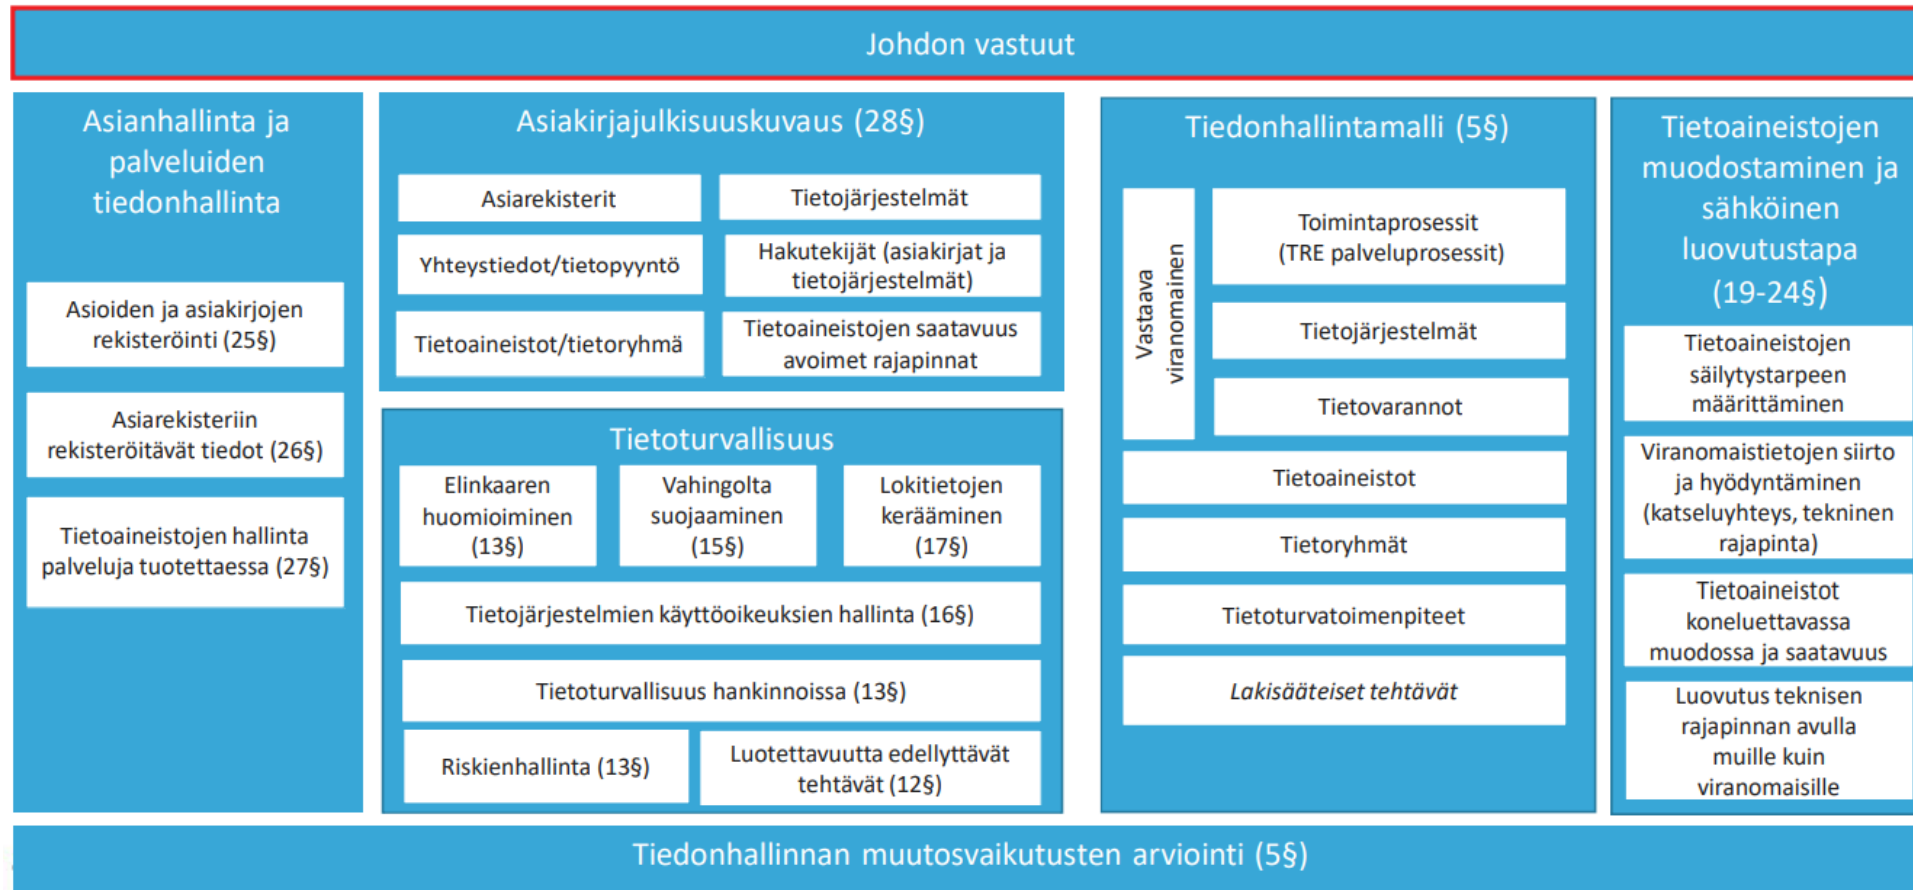 Johdon vastuut
Asianhallinta ja
palveluiden
tiedonhallinta
Asioiden ja asiakirjojen
rekisteröinti (25§)
Asiarekisteriin
rekisteröitävät tiedot (26§)
Tietoaineistojen hallinta
palveluja tuotettaessa (27§)
Asiakirjajulkisuuskuvaus (28§)
Asiarekisterit
Tietojärjestelmät
Yhteystiedot/tietopyyntö
Hakutekijät (asiakirjat ja
tietojärjestelmät)
Tietoaineistot/tietoryhmä
Tietoaineistojen saatavuus
avoimet rajapinnat
Tietoturvallisuus
Elinkaaren
huomioiminen
(13§)
Vahingolta
suojaaminen
(15§)
Lokitietojen
kerääminen
(17§)
Tietojärjestelmien käyttöoikeuksien hallinta (16§)
Tietoturvallisuus hankinnoissa (13§)
Riskienhallinta (13§)
Luotettavuutta edellyttävät
tehtävät (12§)
Tiedonhallintamalli (5§)
Vastaava
viranomainen
Toimintaprosessit
(TRE palveluprosessit)
Tietojärjestelmät
Tietovarannot
Tietoaineistot
Tietoryhmät
Tietoturvatoimenpiteet
Lakisääteiset tehtävät
Tietoaineistojen
muodostaminen ja
sähköinen
luovutustapa
(19-24§)
Tietoaineistojen
säilytystarpeen
määrittäminen
Viranomaistietojen siirto
ja hyödyntäminen
(katseluyhteys, tekninen
rajapinta)
Tietoaineistot
koneluettavassa
muodossa ja saatavuus
Luovutus teknisen
rajapinnan avulla
muille kuin
viranomaisille
Tiedonhallinnan muutosvaikutusten arviointi (5§)